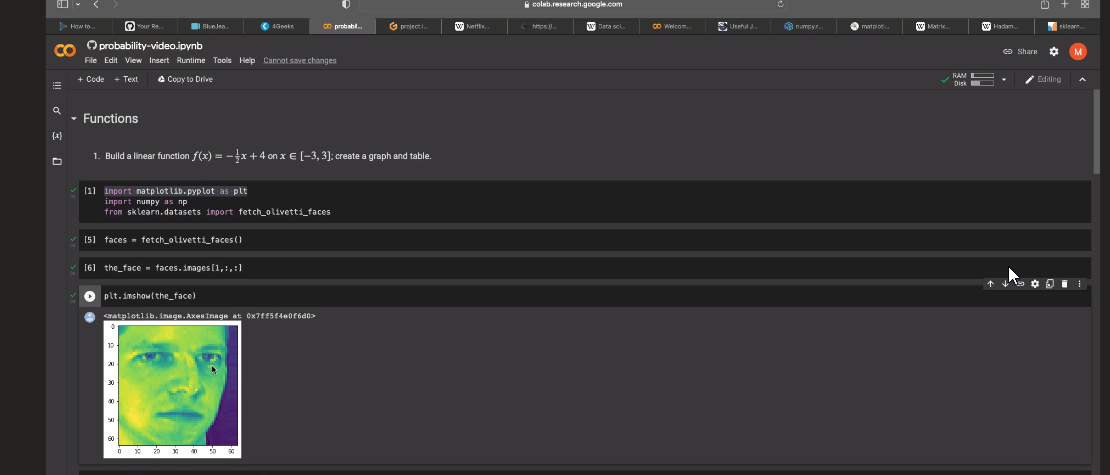 colab.research.google.com
How to...
Your Re...
BlueJea...
4Geeks
probabil...
project.i...
Netflix...
https://...
Data sci...
Welcom...
Useful J...
numpy.r...
matplotl...
Matrix...
Hadam...
sklearn...
probability-video.ipynb
File Edit View Insert Runtime Tools Help Cannot save changes
Share
M
+ Code + Text Copy to Drive
RAM
Disk
Editing
Functions
1. Build a linear function f(x) = −½x + 4 on x ∈ [−3, 3]; create a graph and table.
[1] import matplotlib.pyplot as plt
import numpy as np
from sklearn.datasets import fetch_olivetti_faces
[5] faces = fetch_olivetti_faces()
[6] the_face = faces.images[1,:,:]
plt.imshow(the_face)
<matplotlib.image.AxesImage at 0x7ff5f4e0f6d0>
0
10
20
30
40
50
60
0 10 20 30 40 50 60